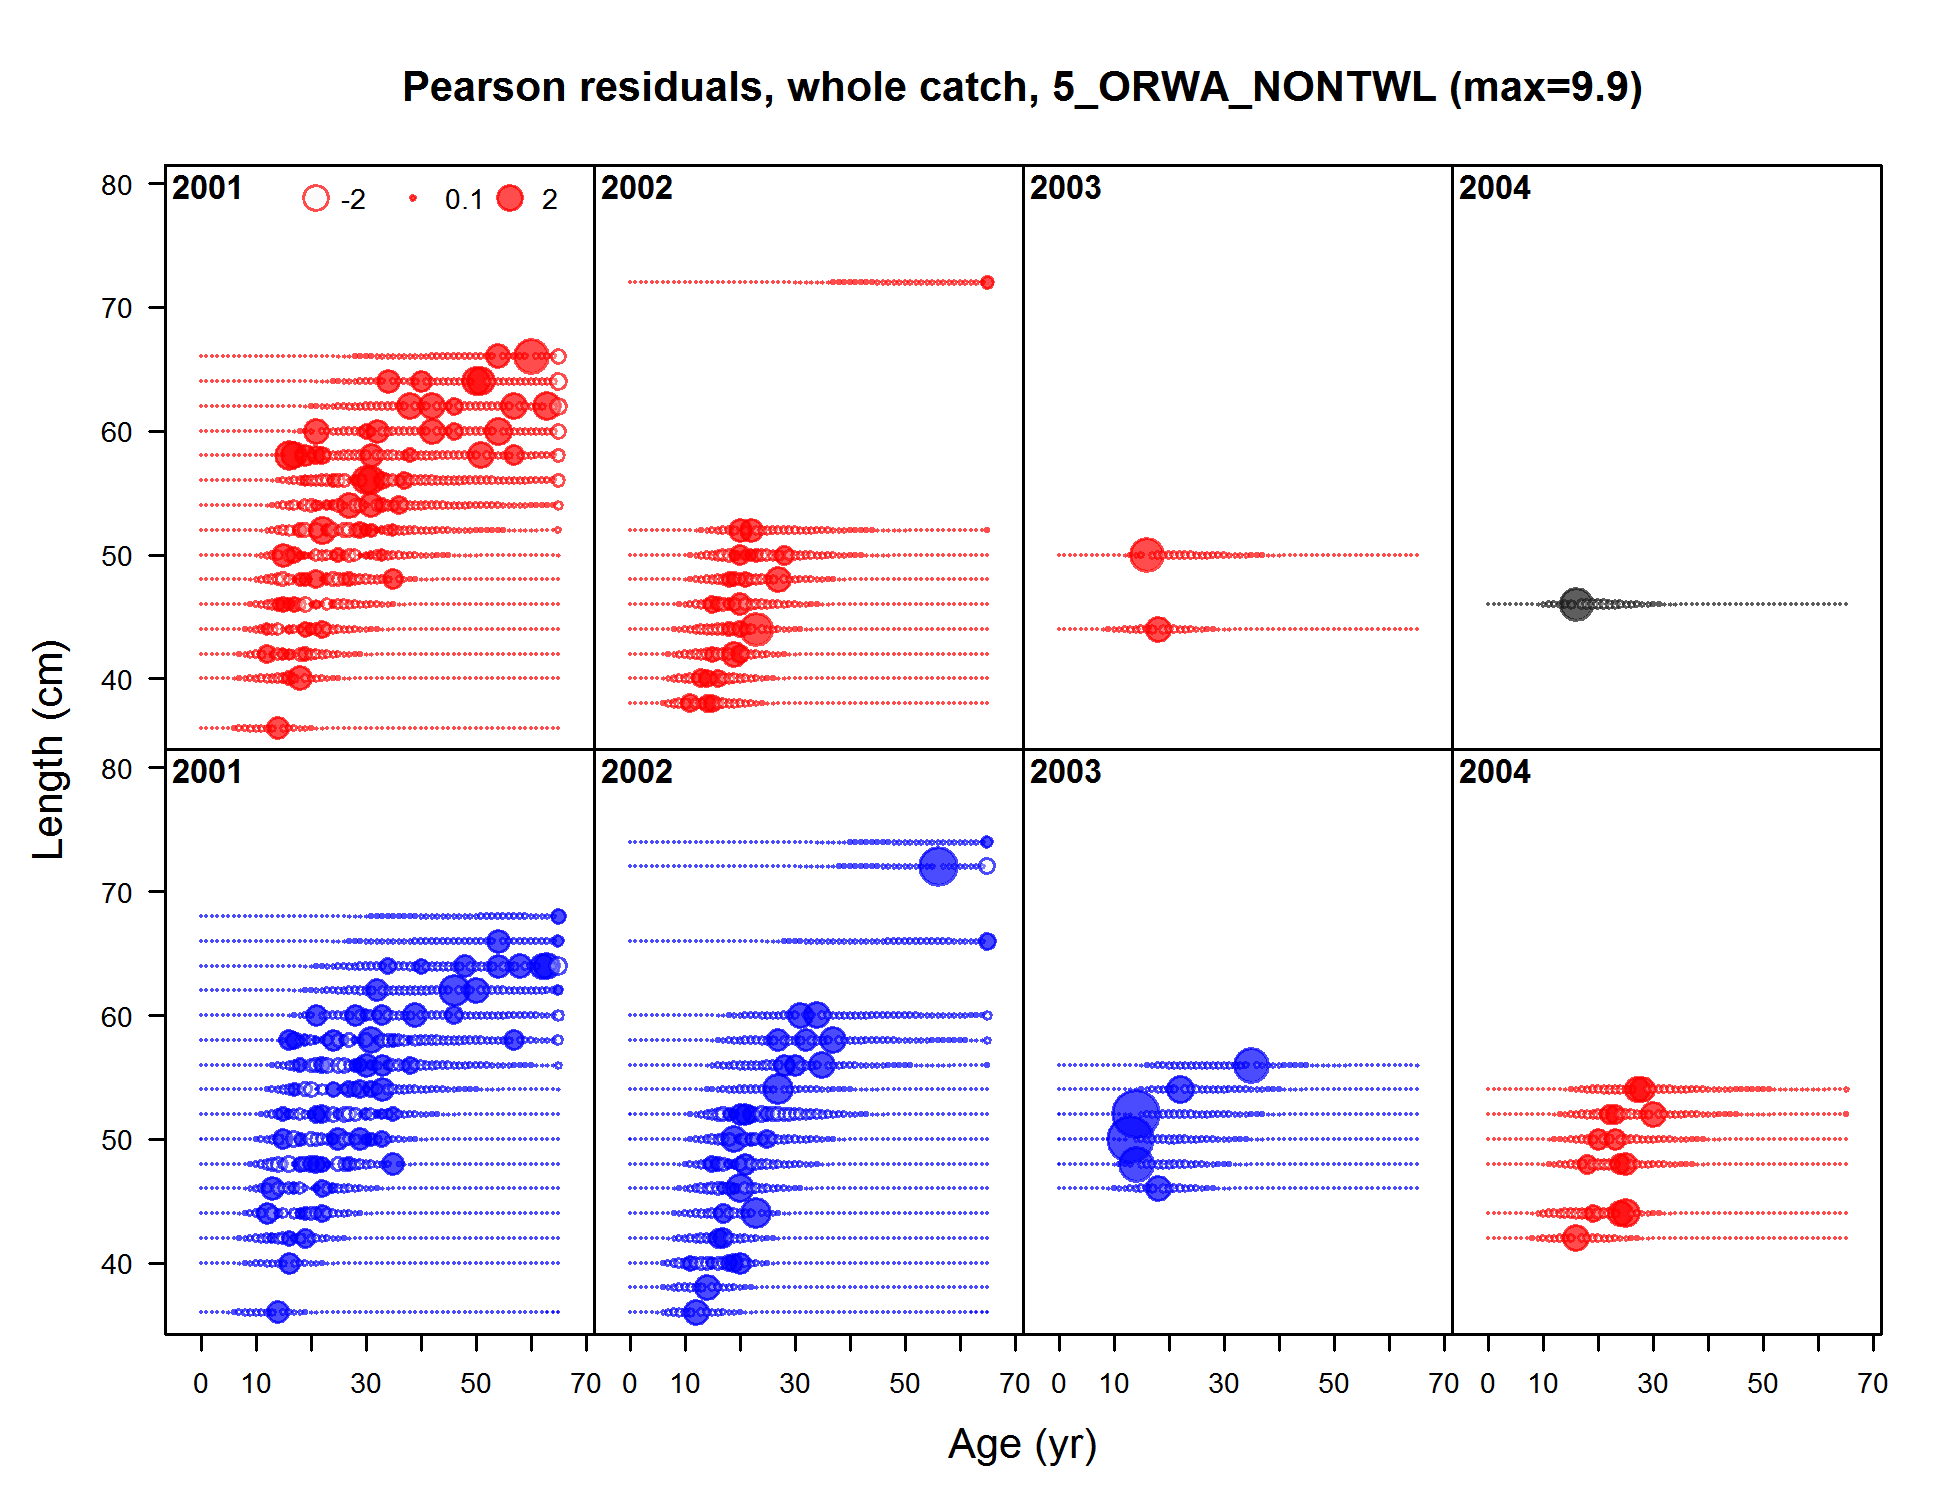 Pearson residuals, whole catch, 5_ORWA_NONTWL (max=9.9)
2001 -2 0.1 2 2002 2003 2004
80
70
60
50
40
2001 2002 2003 2004
80
70
60
50
40
0 10 30 50 70 0 10 30 50 70 0 10 30 50 70 0 10 30 50 70
Length (cm)
Age (yr)